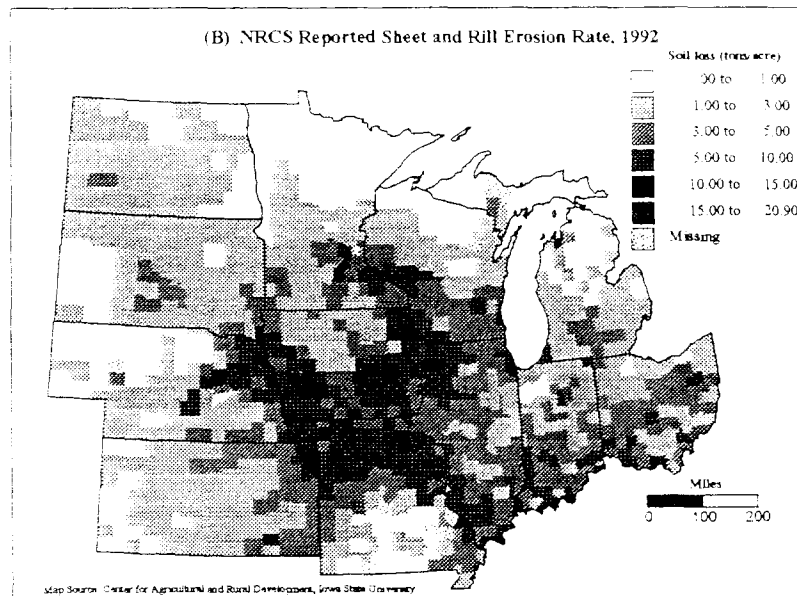 (B) NRCS Reported Sheet and Rill Erosion Rate, 1992
Soil loss (tons/acre)
.00 to 1.00
1.00 to 3.00
3.00 to 5.00
5.00 to 10.00
10.00 to 15.00
15.00 to 20.90
Missing
Miles
0 100 200
Map Source: Center for Agricultural and Rural Development, Iowa State University